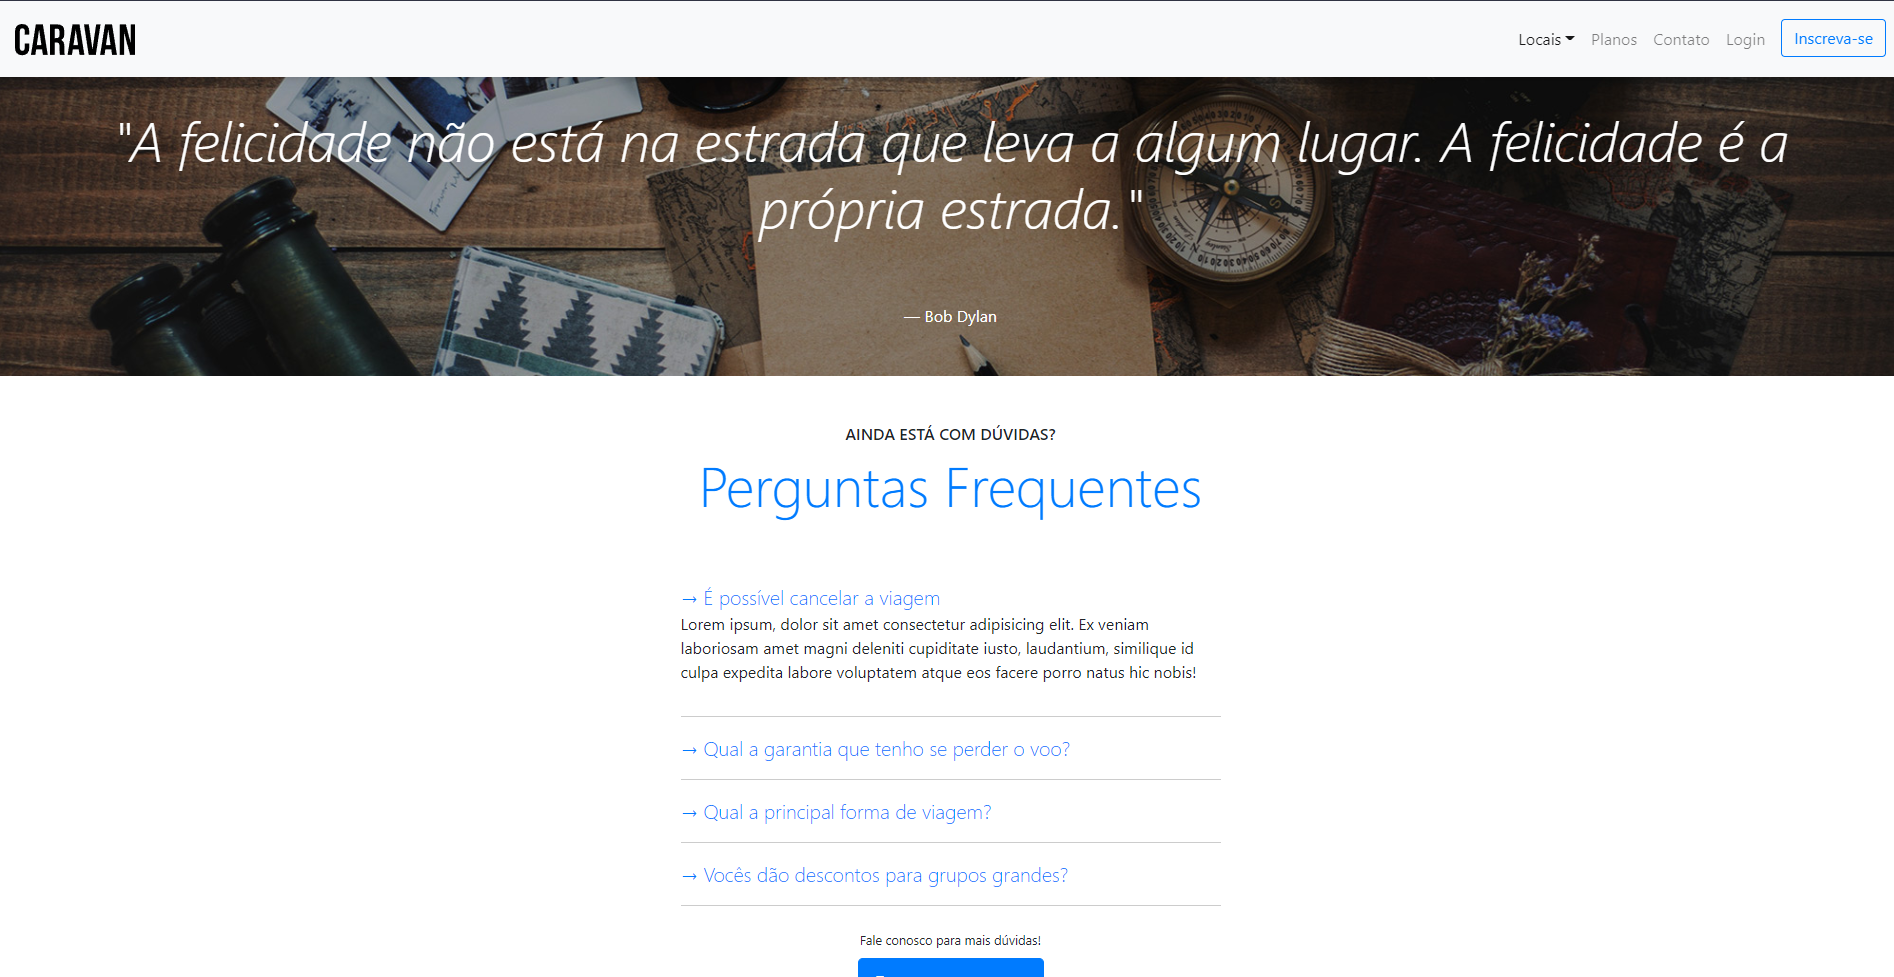 CARAVAN
Locais Planos Contato Login Inscreva-se
"A felicidade não está na estrada que leva a algum lugar. A felicidade é a
própria estrada."
— Bob Dylan
AINDA ESTÁ COM DÚVIDAS?
Perguntas Frequentes
→ É possível cancelar a viagem
Lorem ipsum, dolor sit amet consectetur adipisicing elit. Ex veniam
laboriosam amet magni deleniti cupiditate iusto, laudantium, similique id
culpa expedita labore voluptatem atque eos facere porro natus hic nobis!
→ Qual a garantia que tenho se perder o voo?
→ Qual a principal forma de viagem?
→ Vocês dão descontos para grupos grandes?
Fale conosco para mais dúvidas!